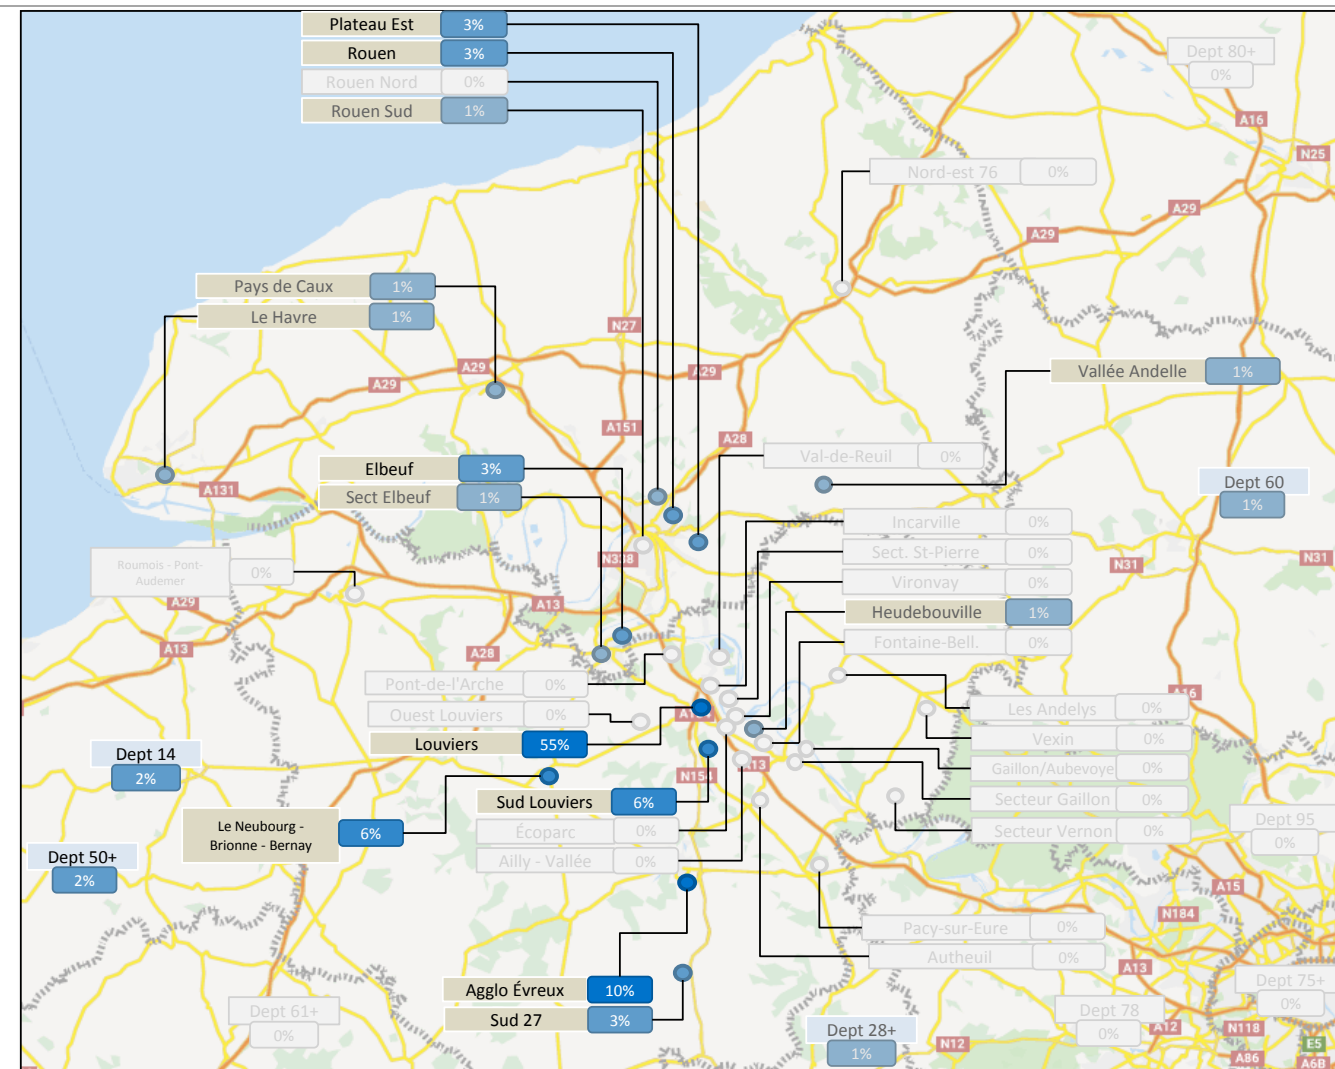 Plateau Est 3%
Rouen 3%
Rouen Nord 0%
Rouen Sud 1%
Dept 80+
0%
A16
N25
Nord-est 76 0%
A29
A29
Pays de Caux 1%
Le Havre 1%
N27
A29
A29
A29
Vallée Andelle 1%
A151
A28
Val-de-Reuil 0%
Elbeuf 3%
Sect Elbeuf 1%
A131
Dept 60
1%
Incarville 0%
Sect. St-Pierre 0%
Vironvay 0%
Heudebouville 1%
Fontaine-Bell. 0%
N338
N31
N31
Roumois - Pont-
Audemer
0%
A29
A13
A13
A28
Pont-de-l'Arche 0%
Ouest Louviers 0%
Louviers 55%
A16
Les Andelys 0%
Vexin 0%
Gaillon/Aubevoye 0%
Secteur Gaillon 0%
Secteur Vernon 0%
Dept 14
2%
N154
A13
Sud Louviers 6%
Écoparc 0%
Ailly - Vallée 0%
Le Neubourg -
Brionne - Bernay
6%
Dept 95
0%
Dept 50+
2%
A15
N184
Pacy-sur-Eure 0%
Autheuil 0%
A13
Agglo Évreux 10%
Sud 27 3%
Dept 75+
0%
Dept 61+
0%
Dept 78
0%
Dept 28+
1%
A12
N118
N12
E5
A86
A6B